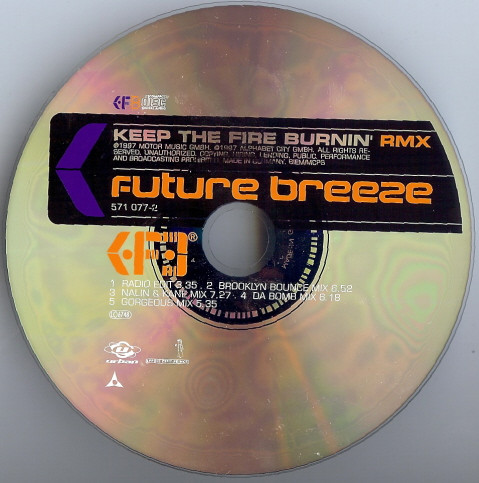 KEEP THE FIRE BURNIN' RMX
℗1997 MOTOR MUSIC GMBH. ©1997 ALPHABET CITY GMBH. ALL RIGHTS RE-
SERVED. UNAUTHORIZED COPYING, HIRING, LENDING, PUBLIC PERFORMANCE
AND BROADCASTING PROHIBITED. MADE IN GERMANY. BIEM/MCPS
FUTURE BREEZE
571 077-2
®
1 RADIO EDIT 3.35 . 2 BROOKLYN BOUNCE MIX 6.52
3 NALIN & KANE MIX 7.27 . 4 DA BOMB MIX 6.18
5 GORGEOUS MIX 5.35
LC 6748
urban